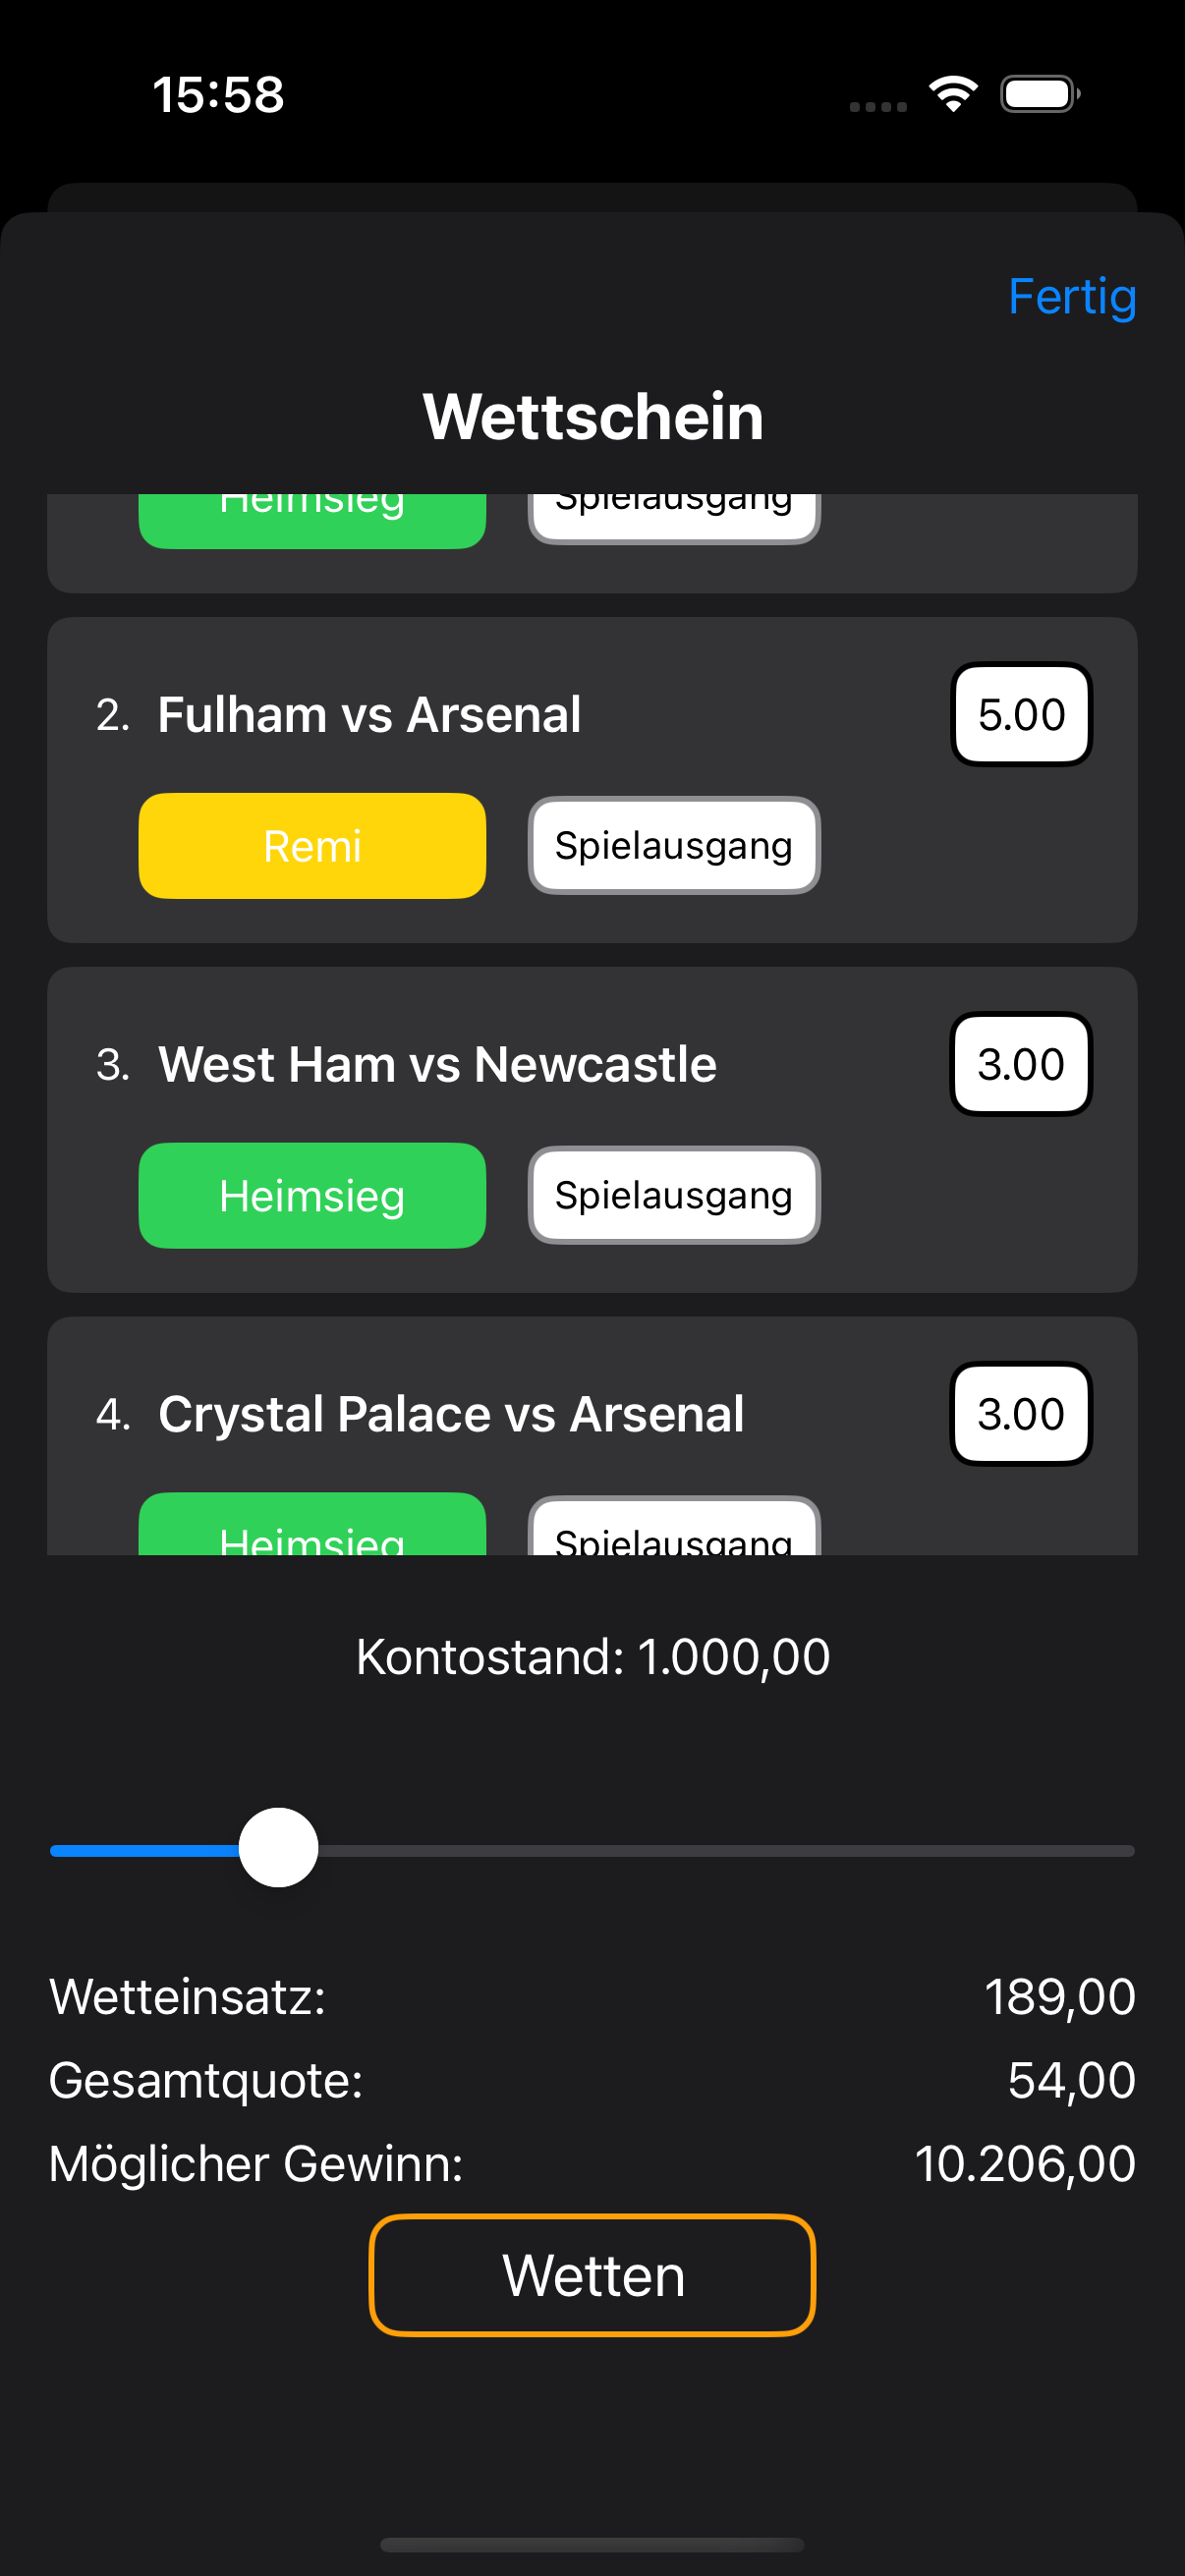 15:58
Fertig
Wettschein
Heimsieg Spielausgang
2. Fulham vs Arsenal 5.00
Remi Spielausgang
3. West Ham vs Newcastle 3.00
Heimsieg Spielausgang
4. Crystal Palace vs Arsenal 3.00
Heimsieg Spielausgang
Kontostand: 1.000,00
Wetteinsatz: 189,00
Gesamtquote: 54,00
Möglicher Gewinn: 10.206,00
Wetten